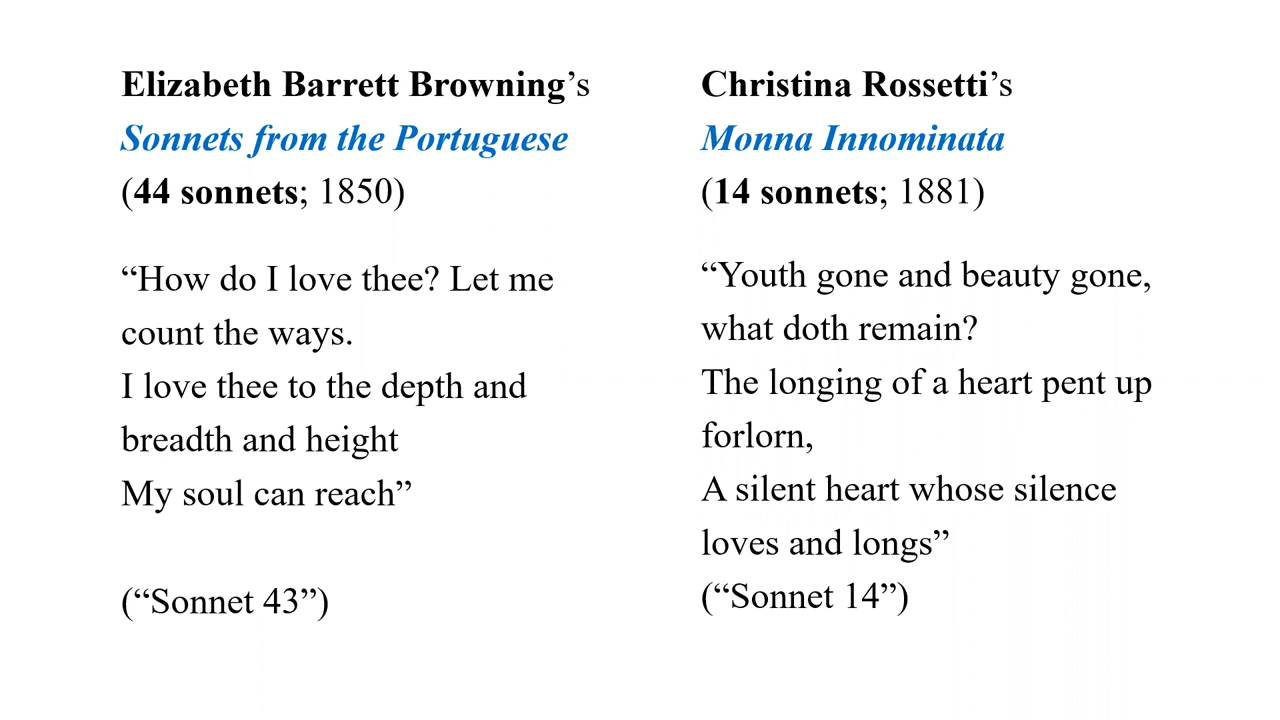 Elizabeth Barrett Browning’s
Sonnets from the Portuguese
(44 sonnets; 1850)
“How do I love thee? Let me
count the ways.
I love thee to the depth and
breadth and height
My soul can reach”
(“Sonnet 43”)
Christina Rossetti’s
Monna Innominata
(14 sonnets; 1881)
“Youth gone and beauty gone,
what doth remain?
The longing of a heart pent up
forlorn,
A silent heart whose silence
loves and longs”
(“Sonnet 14”)